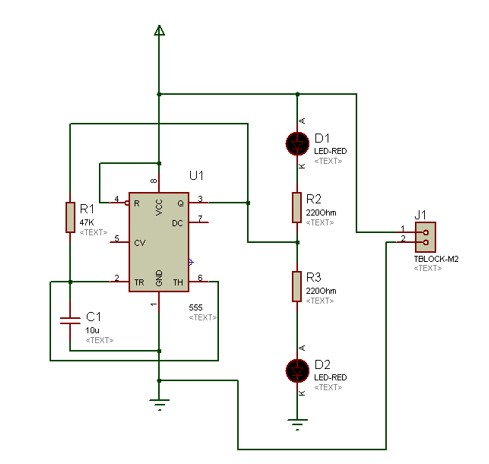 A
D1
LED-RED
<TEXT>
K
U1
8
VCC
4
R
Q
3
DC
7
5
CV
2
TR
GND
TH
6
1
555
<TEXT>
R1
47K
<TEXT>
R2
220Ohm
<TEXT>
J1
1
2
TBLOCK-M2
<TEXT>
R3
220Ohm
<TEXT>
C1
10u
<TEXT>
A
D2
LED-RED
<TEXT>
K